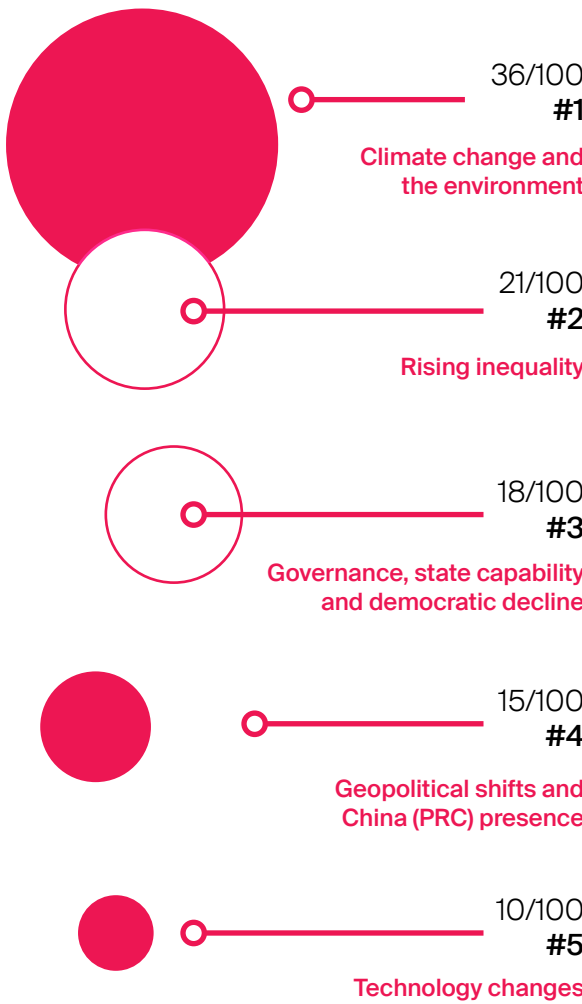 36/100
#1
Climate change and
the environment
21/100
#2
Rising inequality
18/100
#3
Governance, state capability
and democratic decline
15/100
#4
Geopolitical shifts and
China (PRC) presence
10/100
#5
Technology changes